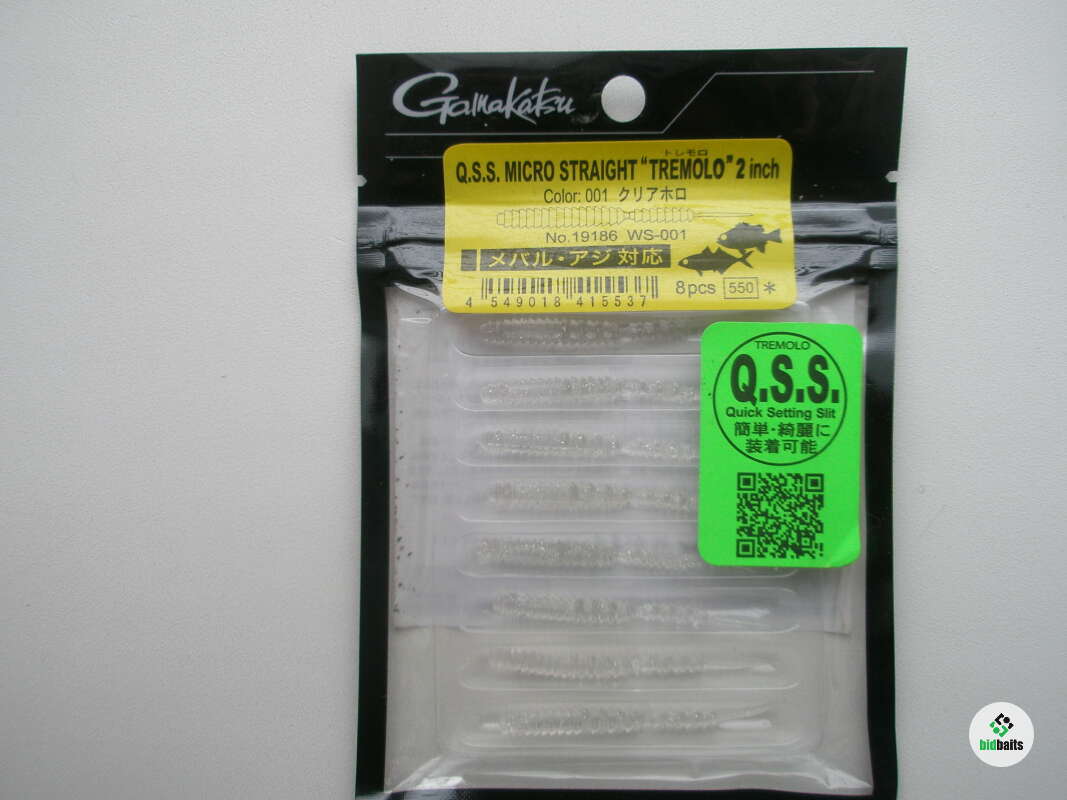 Gamakatsu
トレモロ
Q.S.S. MICRO STRAIGHT "TREMOLO" 2 inch
Color: 001 クリアホロ
No.19186 WS-001
メバル・アジ対応
8pcs 550 *
4 549018 415537
TREMOLO
Q.S.S.
Quick Setting Slit
簡単・綺麗に
装着可能
bidbaits